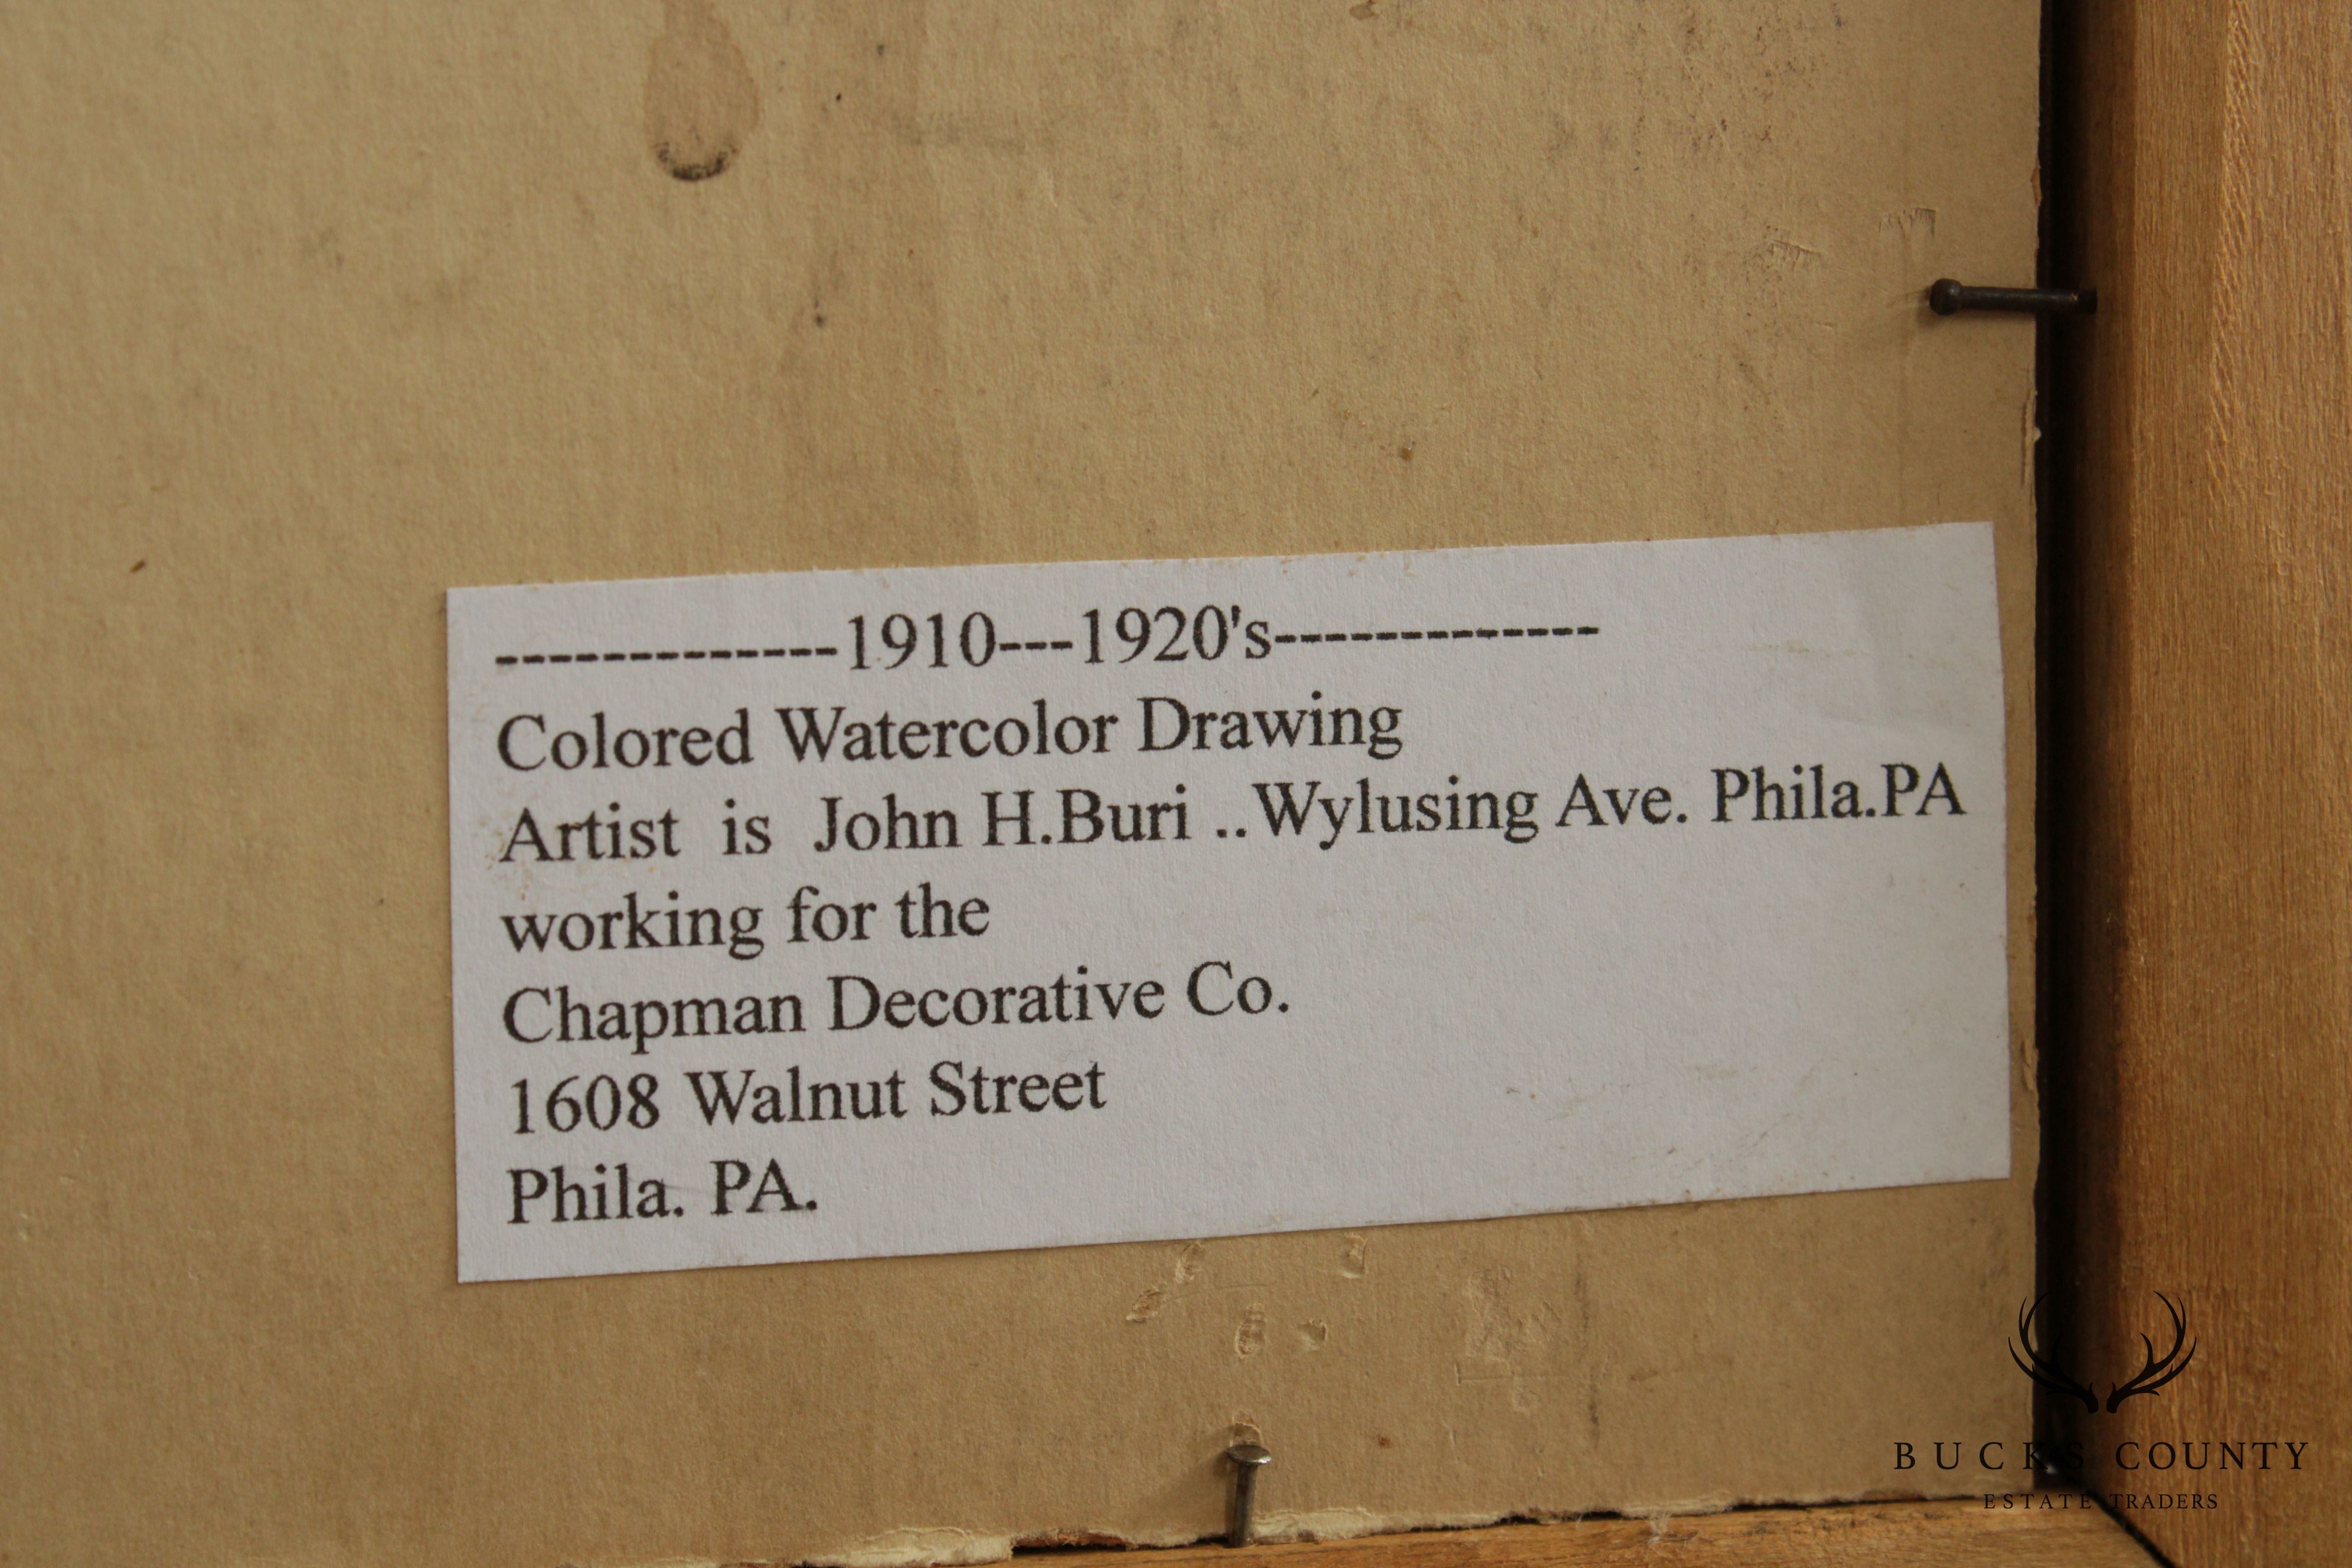 -------------1910---1920's-------------
Colored Watercolor Drawing
Artist  is  John H.Buri ..Wylusing Ave. Phila.PA
working for the
Chapman Decorative Co.
1608 Walnut Street
Phila. PA.
BUCKS COUNTY
ESTATE TRADERS